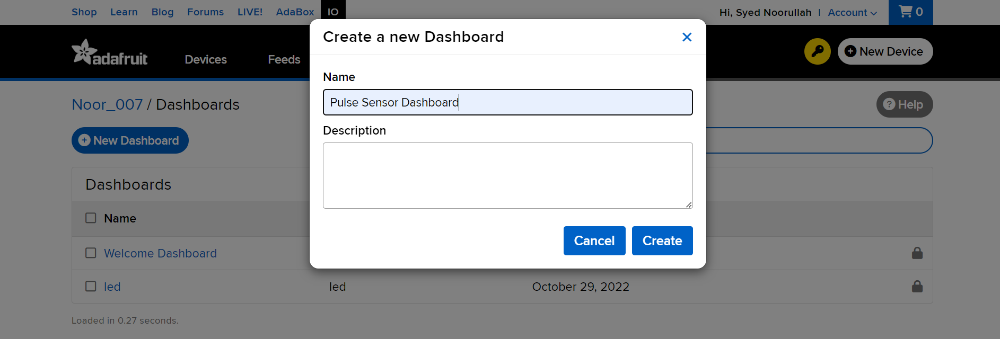 Shop Learn Blog Forums LIVE! AdaBox IO Hi, Syed Noorullah | Account 0
adafruit Devices Feeds New Device
Create a new Dashboard
Name
Pulse Sensor Dashboard
Description
Cancel Create
Noor_007 / Dashboards
? Help
New Dashboard
Dashboards
Name
Welcome Dashboard
led led October 29, 2022
Loaded in 0.27 seconds.